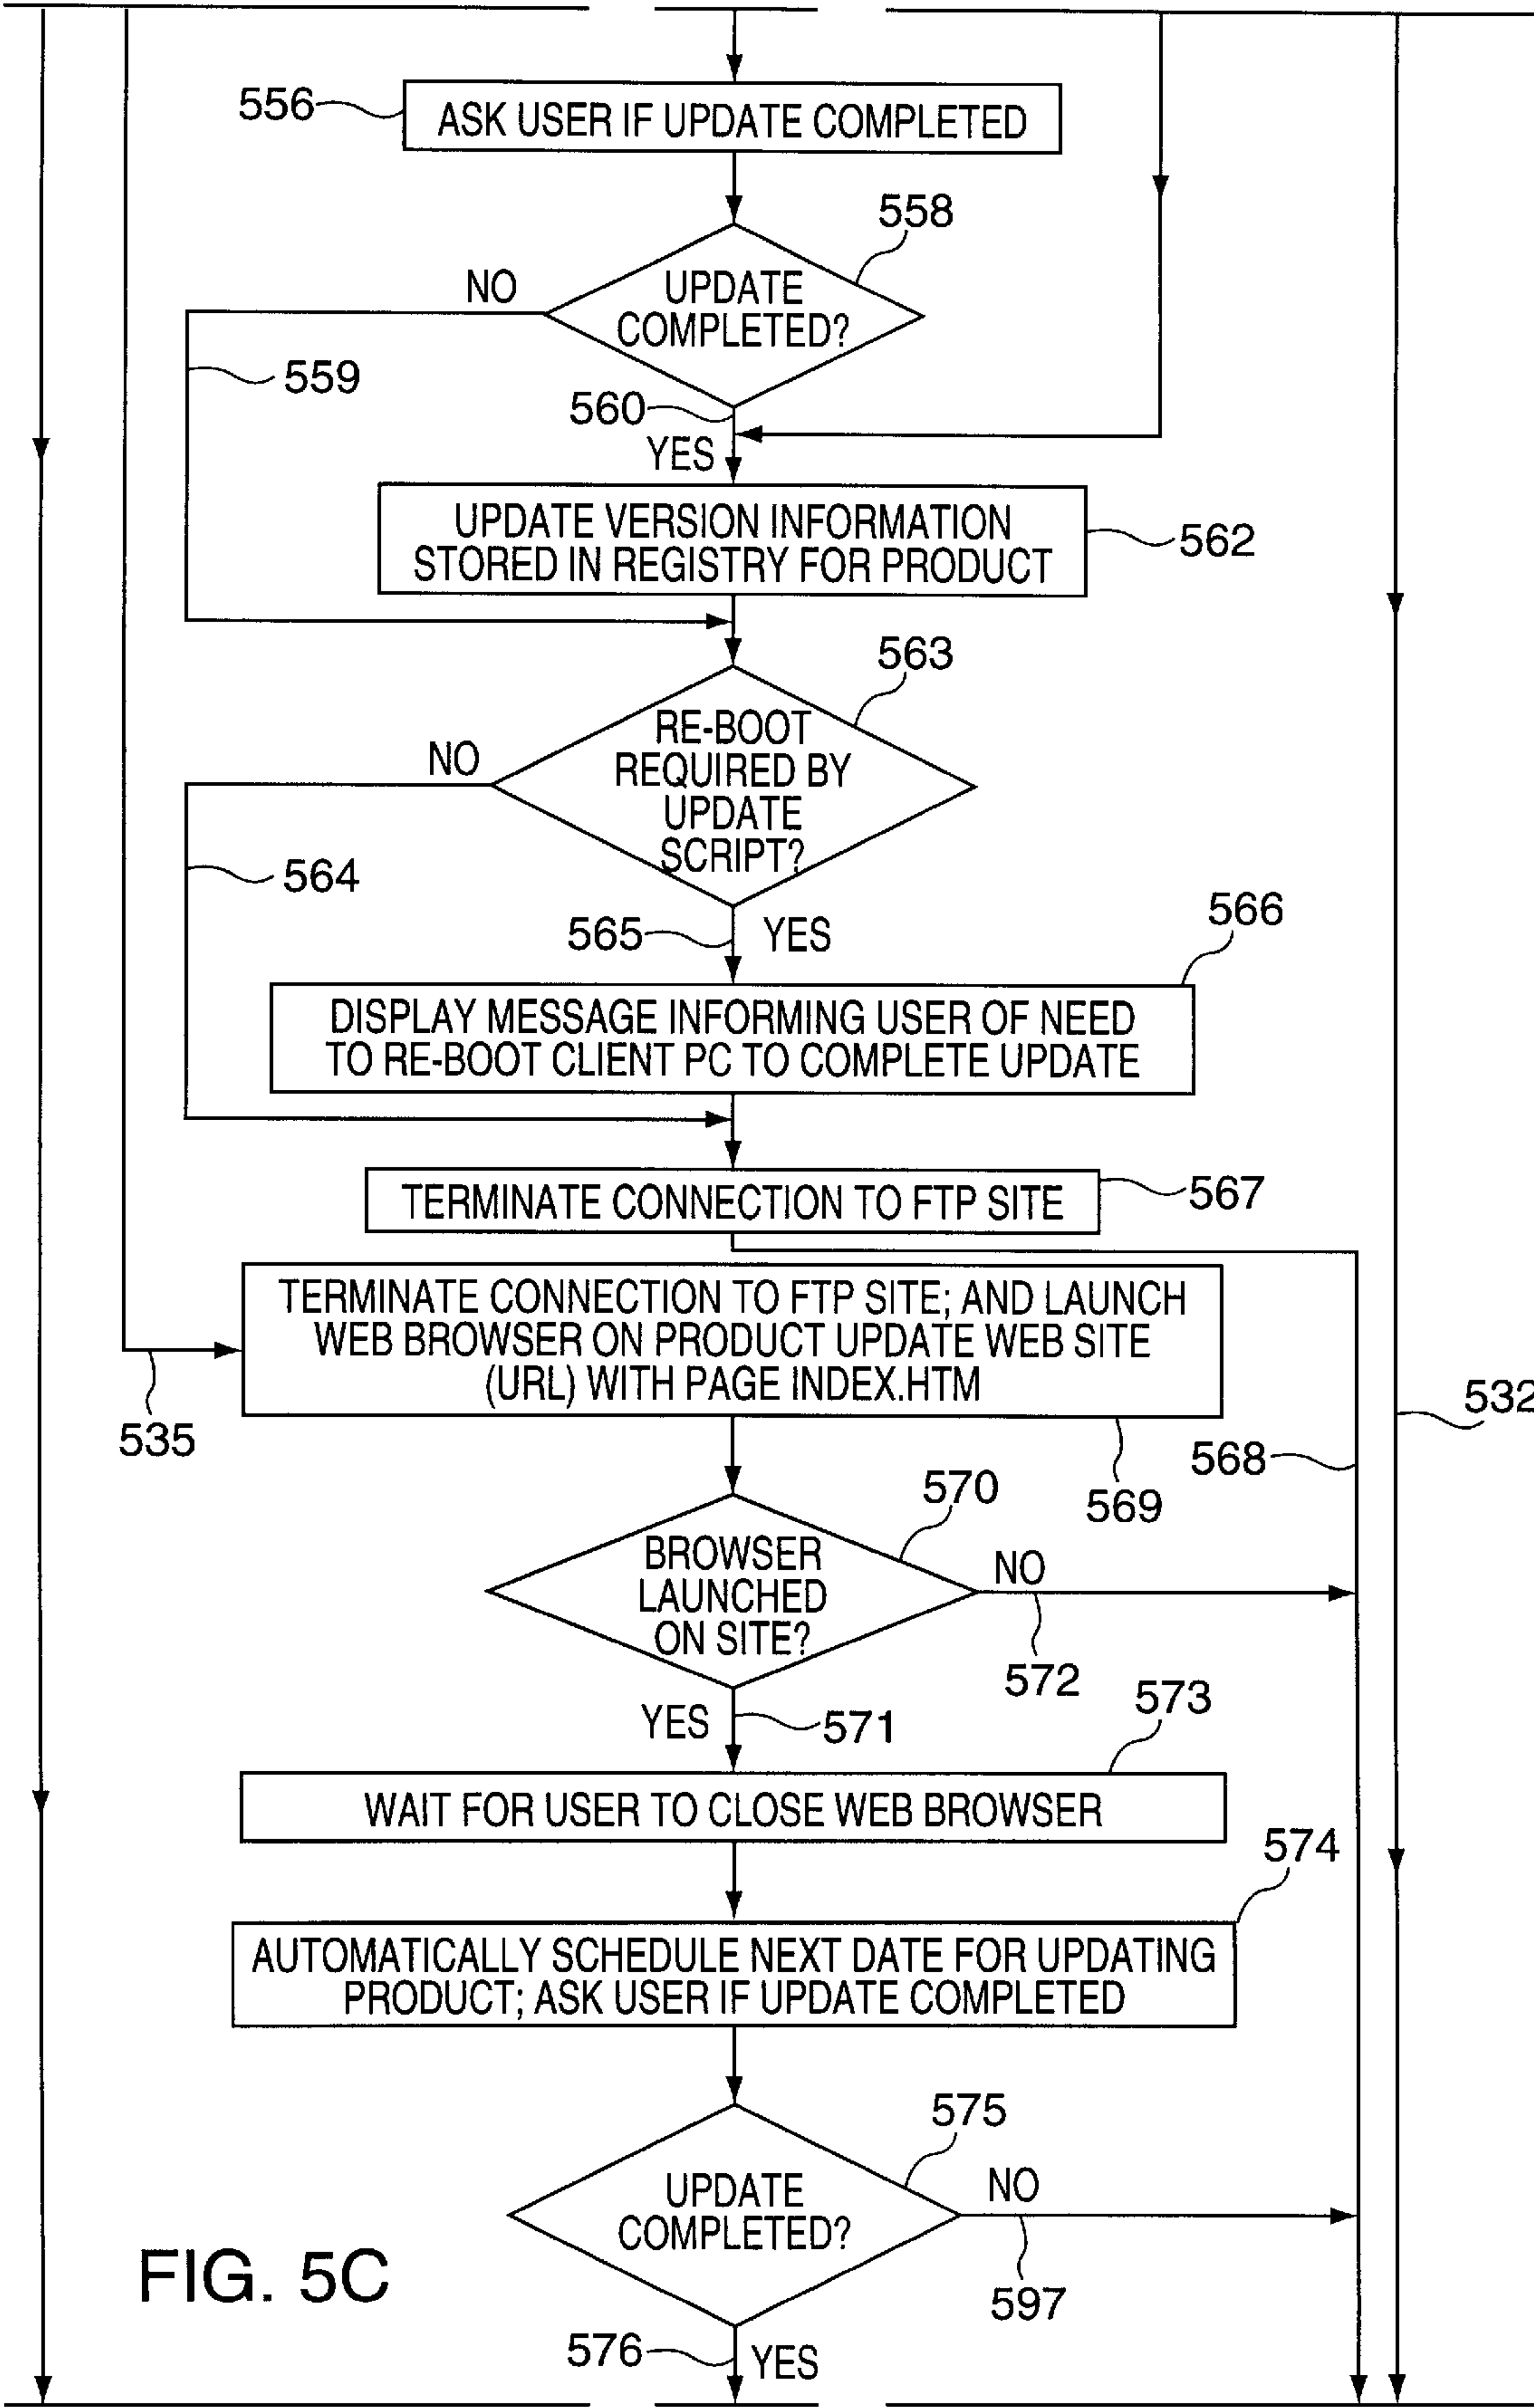 556
ASK USER IF UPDATE COMPLETED
558
NO
UPDATE
COMPLETED?
559
560
YES
UPDATE VERSION INFORMATION
STORED IN REGISTRY FOR PRODUCT
562
563
NO
RE-BOOT
REQUIRED BY
UPDATE
SCRIPT?
564
565
YES
566
DISPLAY MESSAGE INFORMING USER OF NEED
TO RE-BOOT CLIENT PC TO COMPLETE UPDATE
TERMINATE CONNECTION TO FTP SITE
567
TERMINATE CONNECTION TO FTP SITE; AND LAUNCH
WEB BROWSER ON PRODUCT UPDATE WEB SITE
(URL) WITH PAGE INDEX.HTM
535
532
568
569
570
BROWSER
LAUNCHED
ON SITE?
NO
572
YES
571
573
WAIT FOR USER TO CLOSE WEB BROWSER
574
AUTOMATICALLY SCHEDULE NEXT DATE FOR UPDATING
PRODUCT; ASK USER IF UPDATE COMPLETED
575
UPDATE
COMPLETED?
NO
597
FIG. 5C
576
YES